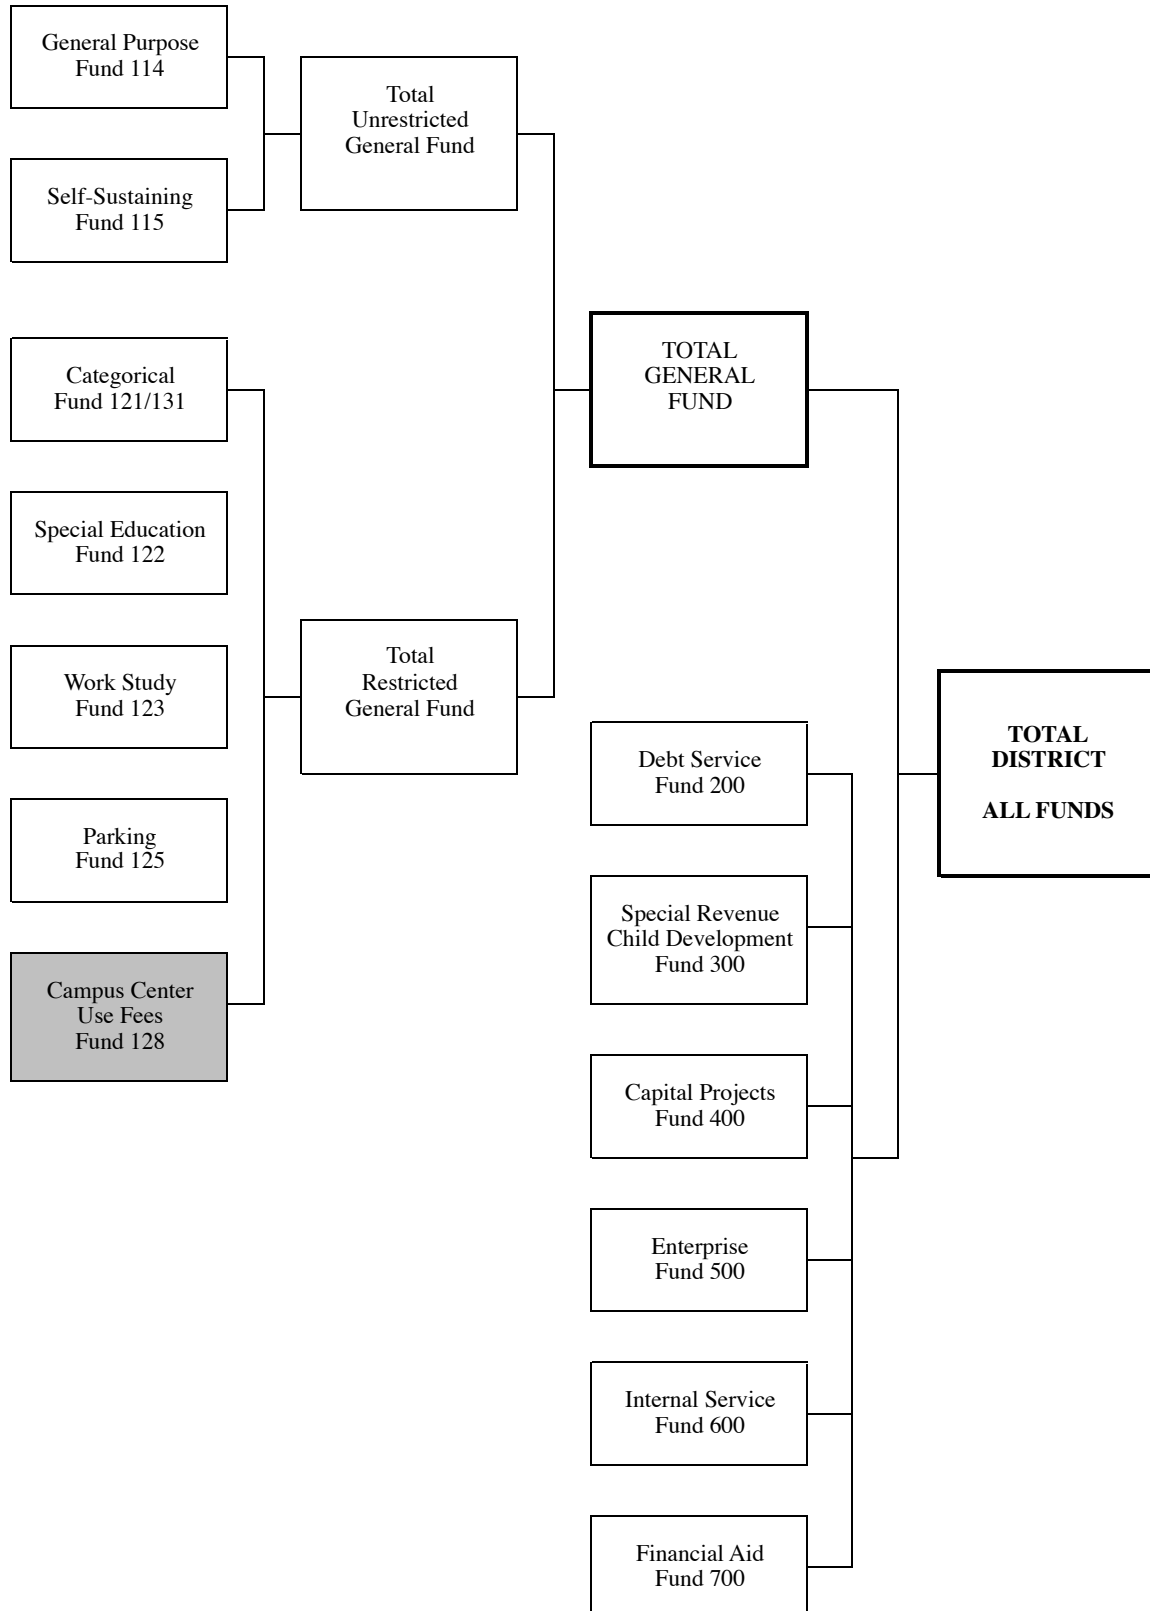 General Purpose
Fund 114
Total
Unrestricted
General Fund
Self-Sustaining
Fund 115
Categorical
Fund 121/131
TOTAL
GENERAL
FUND
Special Education
Fund 122
Work Study
Fund 123
Total
Restricted
General Fund
Parking
Fund 125
Campus Center
Use Fees
Fund 128
Debt Service
Fund 200
Special Revenue
Child Development
Fund 300
Capital Projects
Fund 400
Enterprise
Fund 500
Internal Service
Fund 600
Financial Aid
Fund 700
TOTAL
DISTRICT
ALL FUNDS